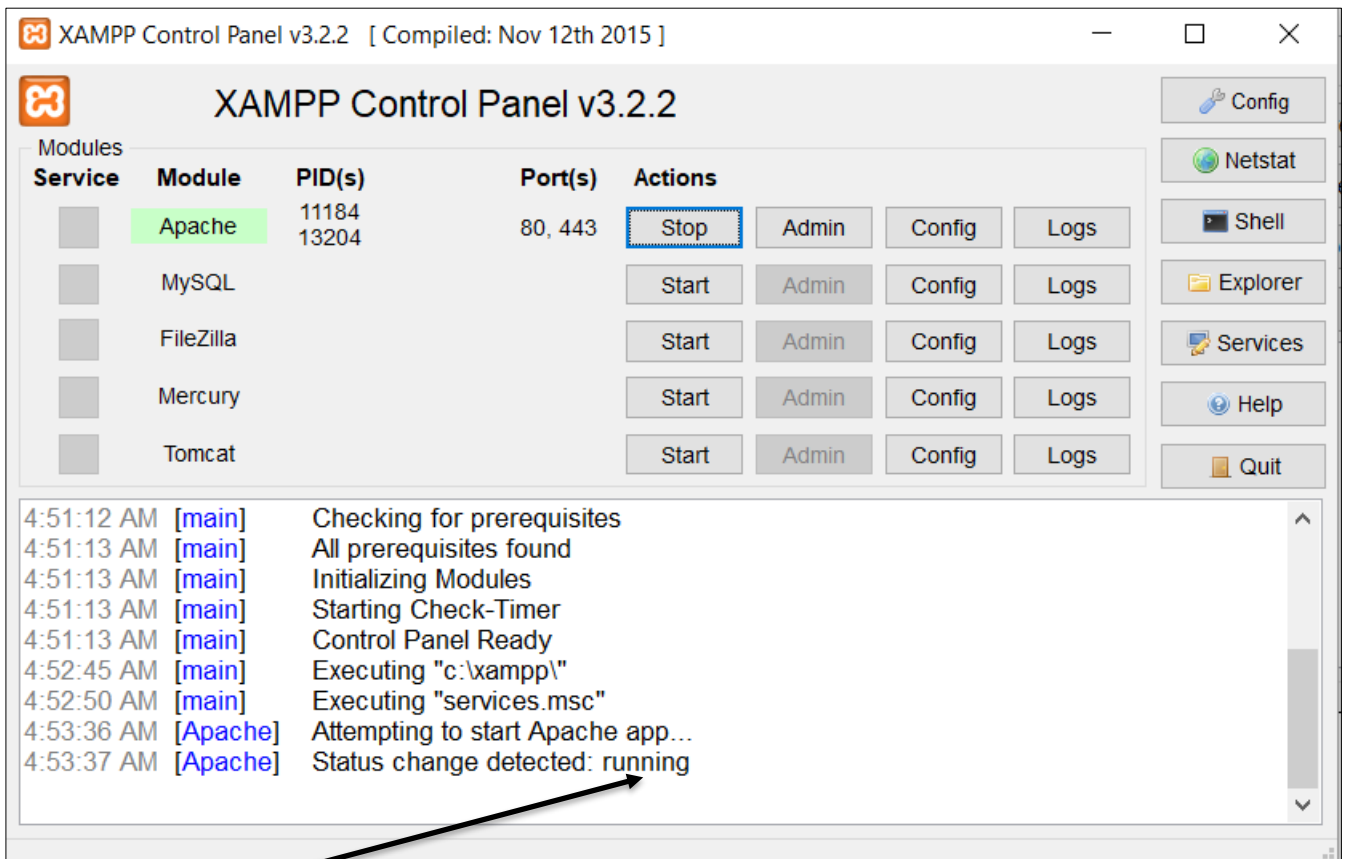 XAMPP Control Panel v3.2.2 [ Compiled: Nov 12th 2015 ]
XAMPP Control Panel v3.2.2
Config
Modules
Netstat
Service Module PID(s) Port(s) Actions
Apache 11184 13204 80, 443 Stop Admin Config Logs
Shell
MySQL Start Admin Config Logs
Explorer
FileZilla Start Admin Config Logs
Services
Mercury Start Admin Config Logs
Help
Tomcat Start Admin Config Logs
Quit
4:51:12 AM [main] Checking for prerequisites
4:51:13 AM [main] All prerequisites found
4:51:13 AM [main] Initializing Modules
4:51:13 AM [main] Starting Check-Timer
4:51:13 AM [main] Control Panel Ready
4:52:45 AM [main] Executing "c:\xampp\"
4:52:50 AM [main] Executing "services.msc"
4:53:36 AM [Apache] Attempting to start Apache app...
4:53:37 AM [Apache] Status change detected: running